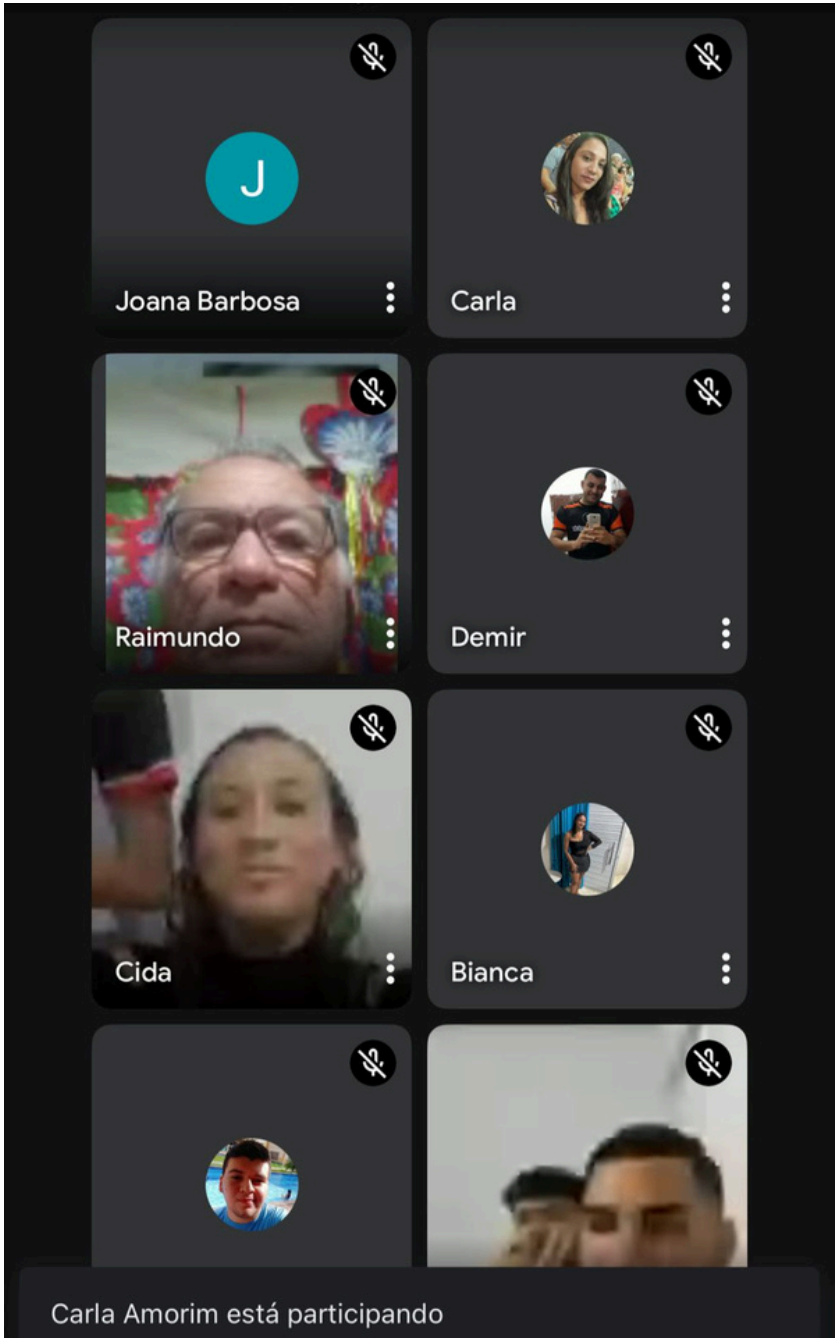 J
Joana Barbosa
Carla
Raimundo
Demir
Cida
Bianca
Carla Amorim está participando